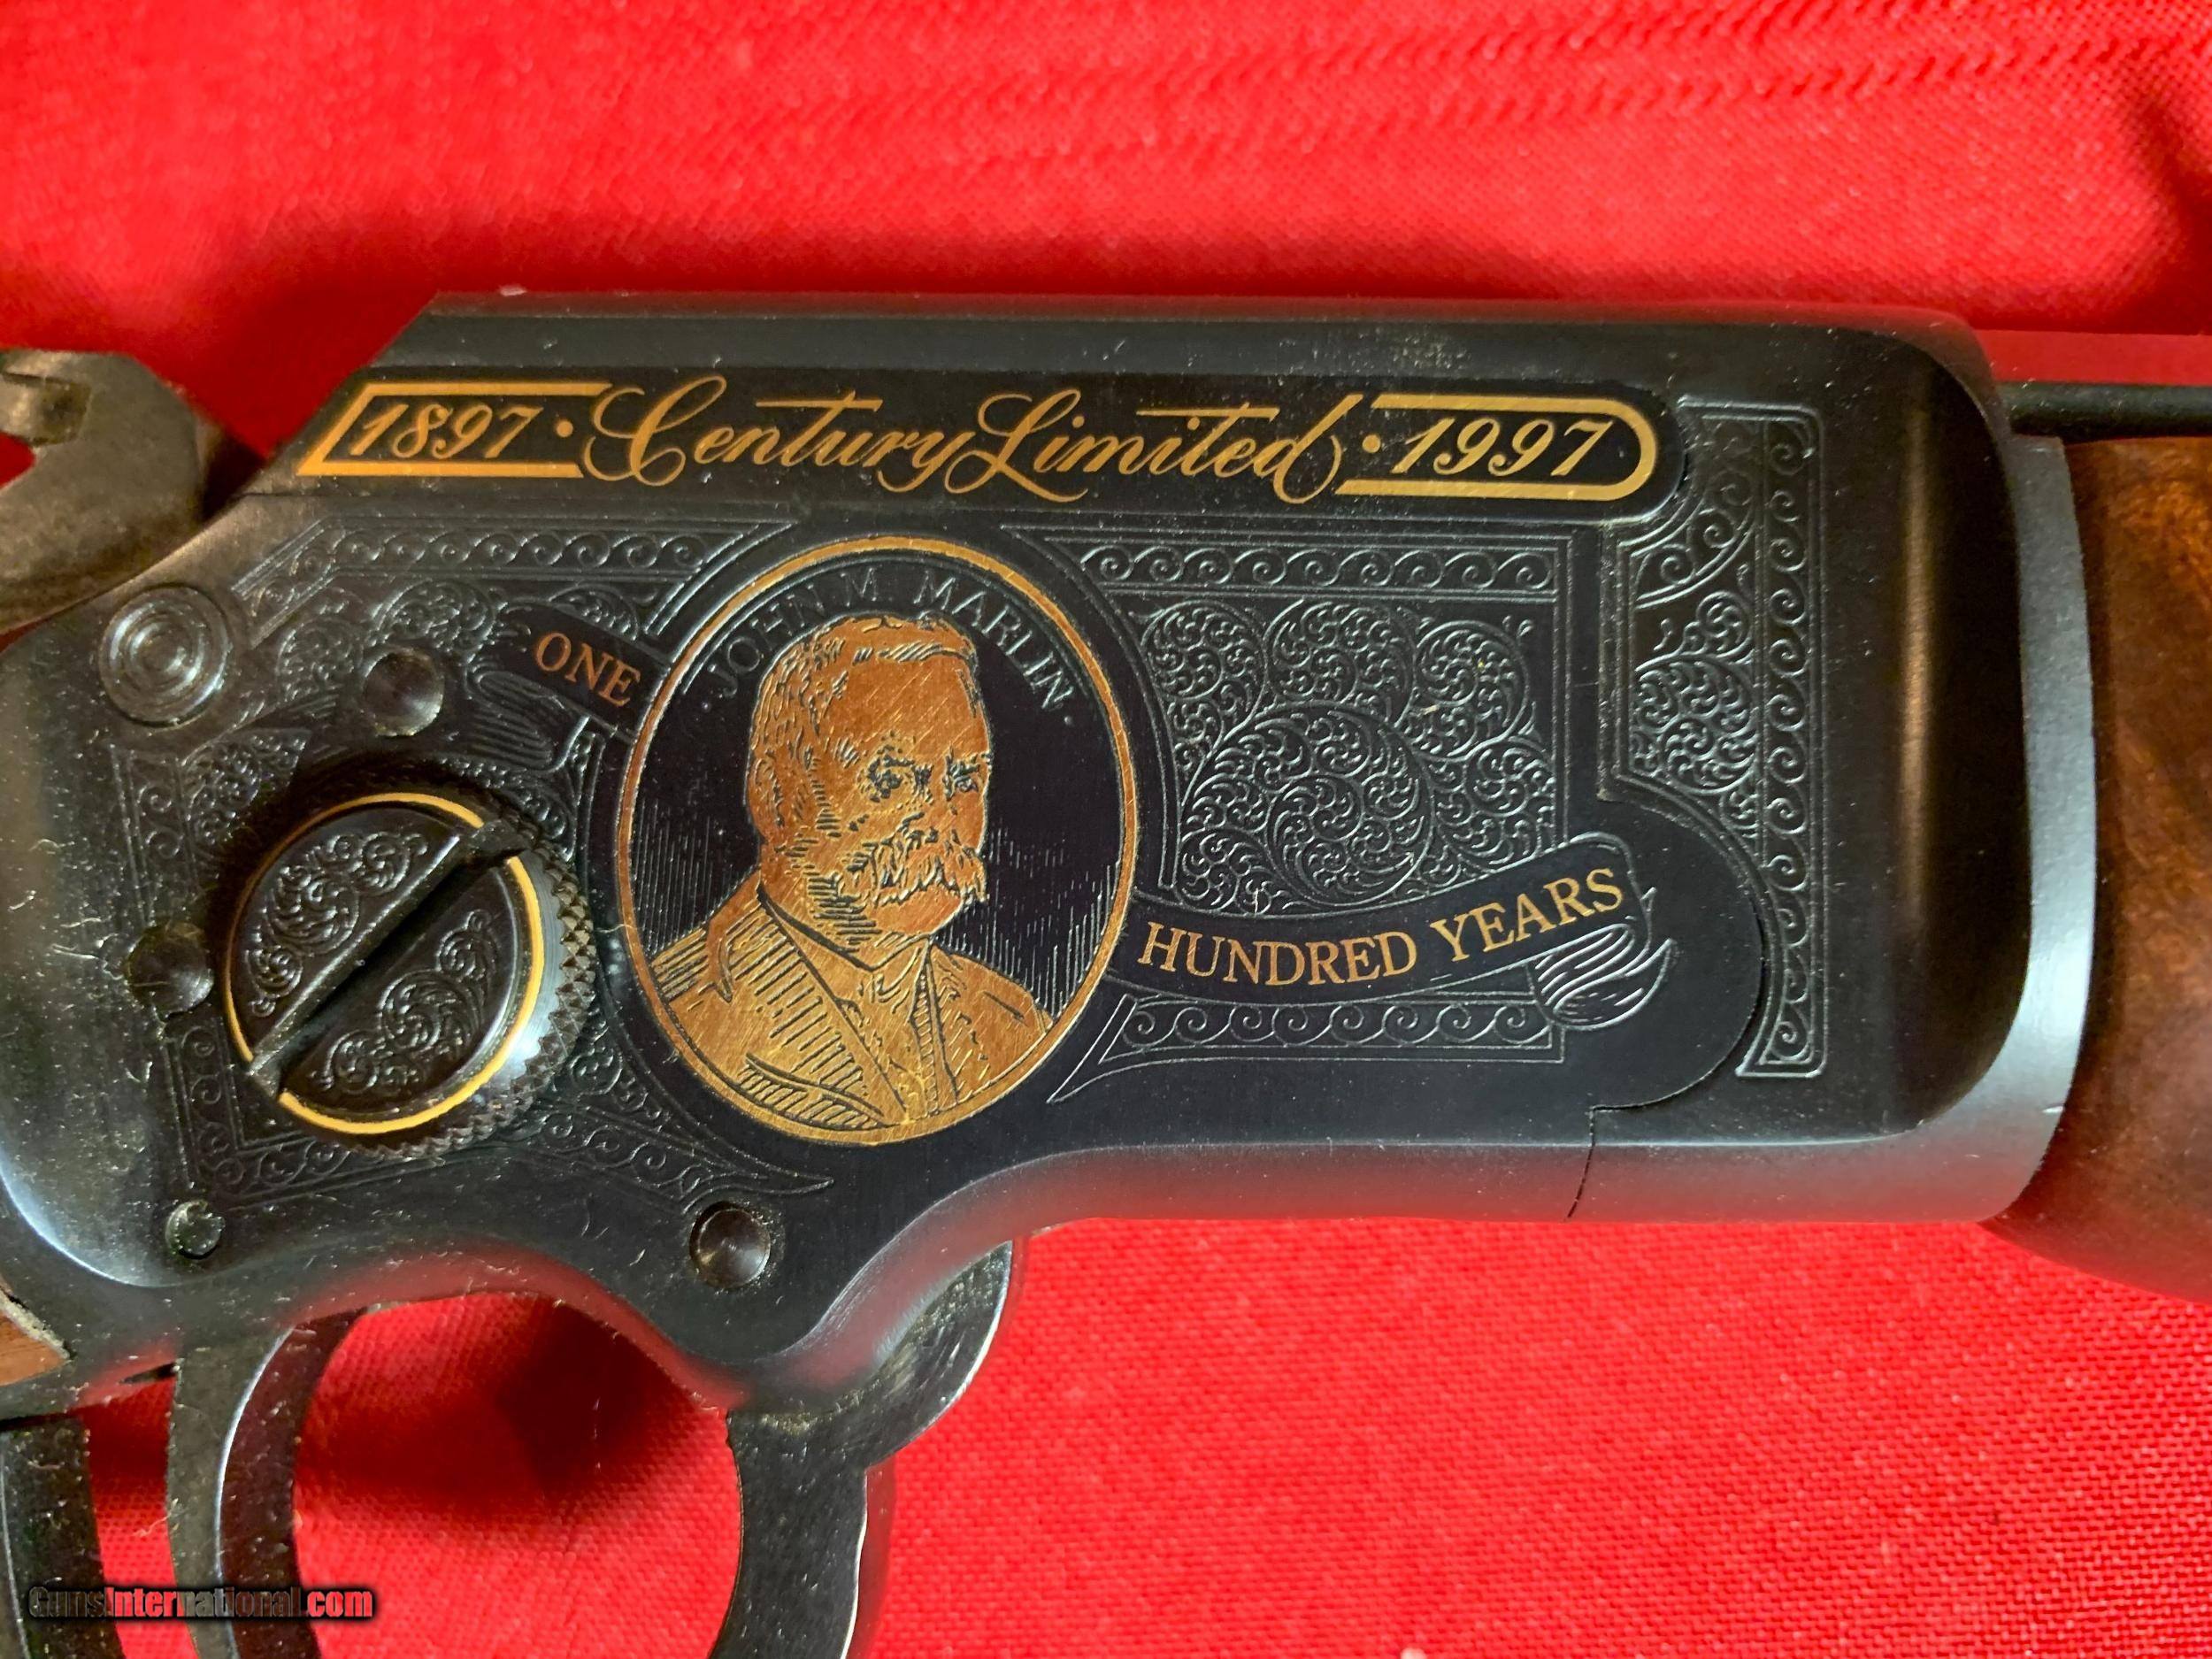 1897 · Century Limited · 1997
· JOHN M. MARLIN ·
ONE
HUNDRED YEARS
GunsInternational.com